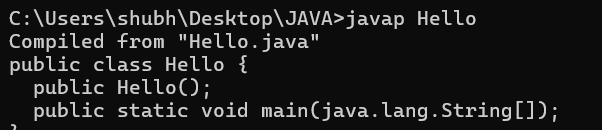 C:\Users\shubh\Desktop\JAVA>javap Hello
Compiled from "Hello.java"
public class Hello {
  public Hello();
  public static void main(java.lang.String[]);
}